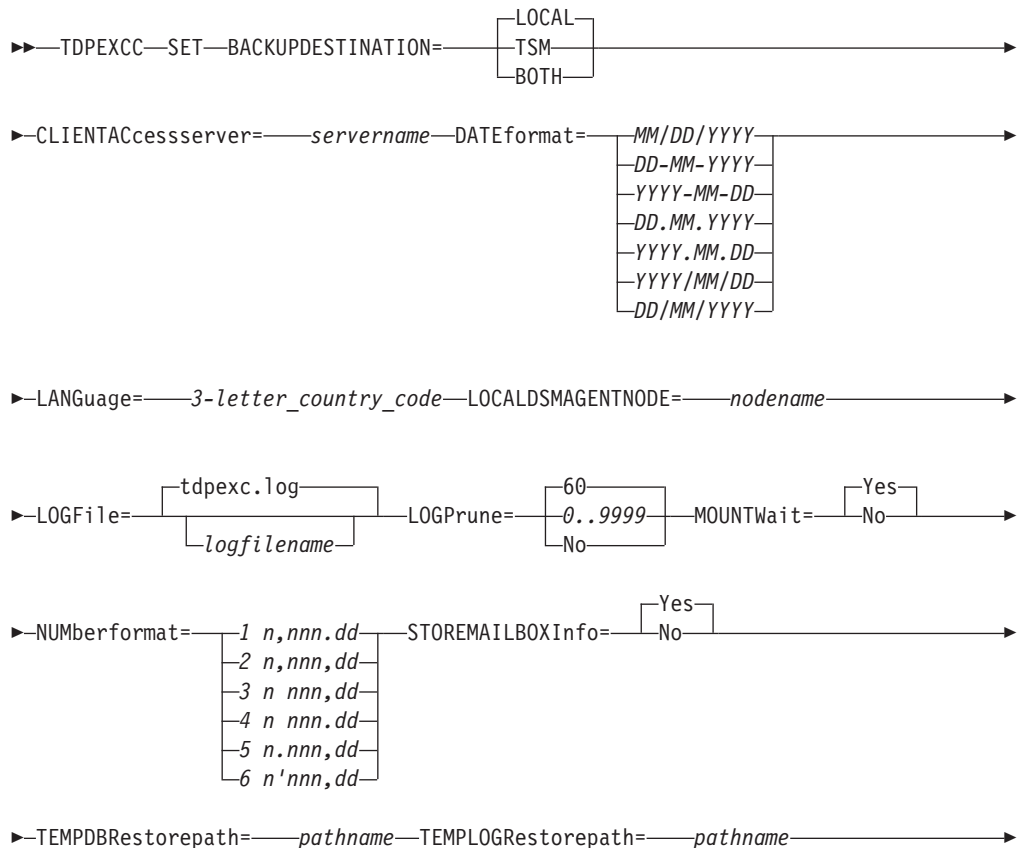 LOCAL
TDPEXCC SET BACKUPDESTINATION= TSM
BOTH
CLIENTACcessserver= servername DATEformat= MM/DD/YYYY
DD-MM-YYYY
YYYY-MM-DD
DD.MM.YYYY
YYYY.MM.DD
YYYY/MM/DD
DD/MM/YYYY
LANGuage= 3-letter_country_code LOCALDSMAGENTNODE= nodename
tdpexc.log 60 Yes
LOGFile= LOGPrune= 0..9999 MOUNTWait= No
logfilename No
Yes
NUMberformat= 1 n,nnn.dd STOREMAILBOXInfo= No
2 n,nnn,dd
3 n nnn,dd
4 n nnn.dd
5 n.nnn,dd
6 n'nnn,dd
TEMPDBRestorepath= pathname TEMPLOGRestorepath= pathname